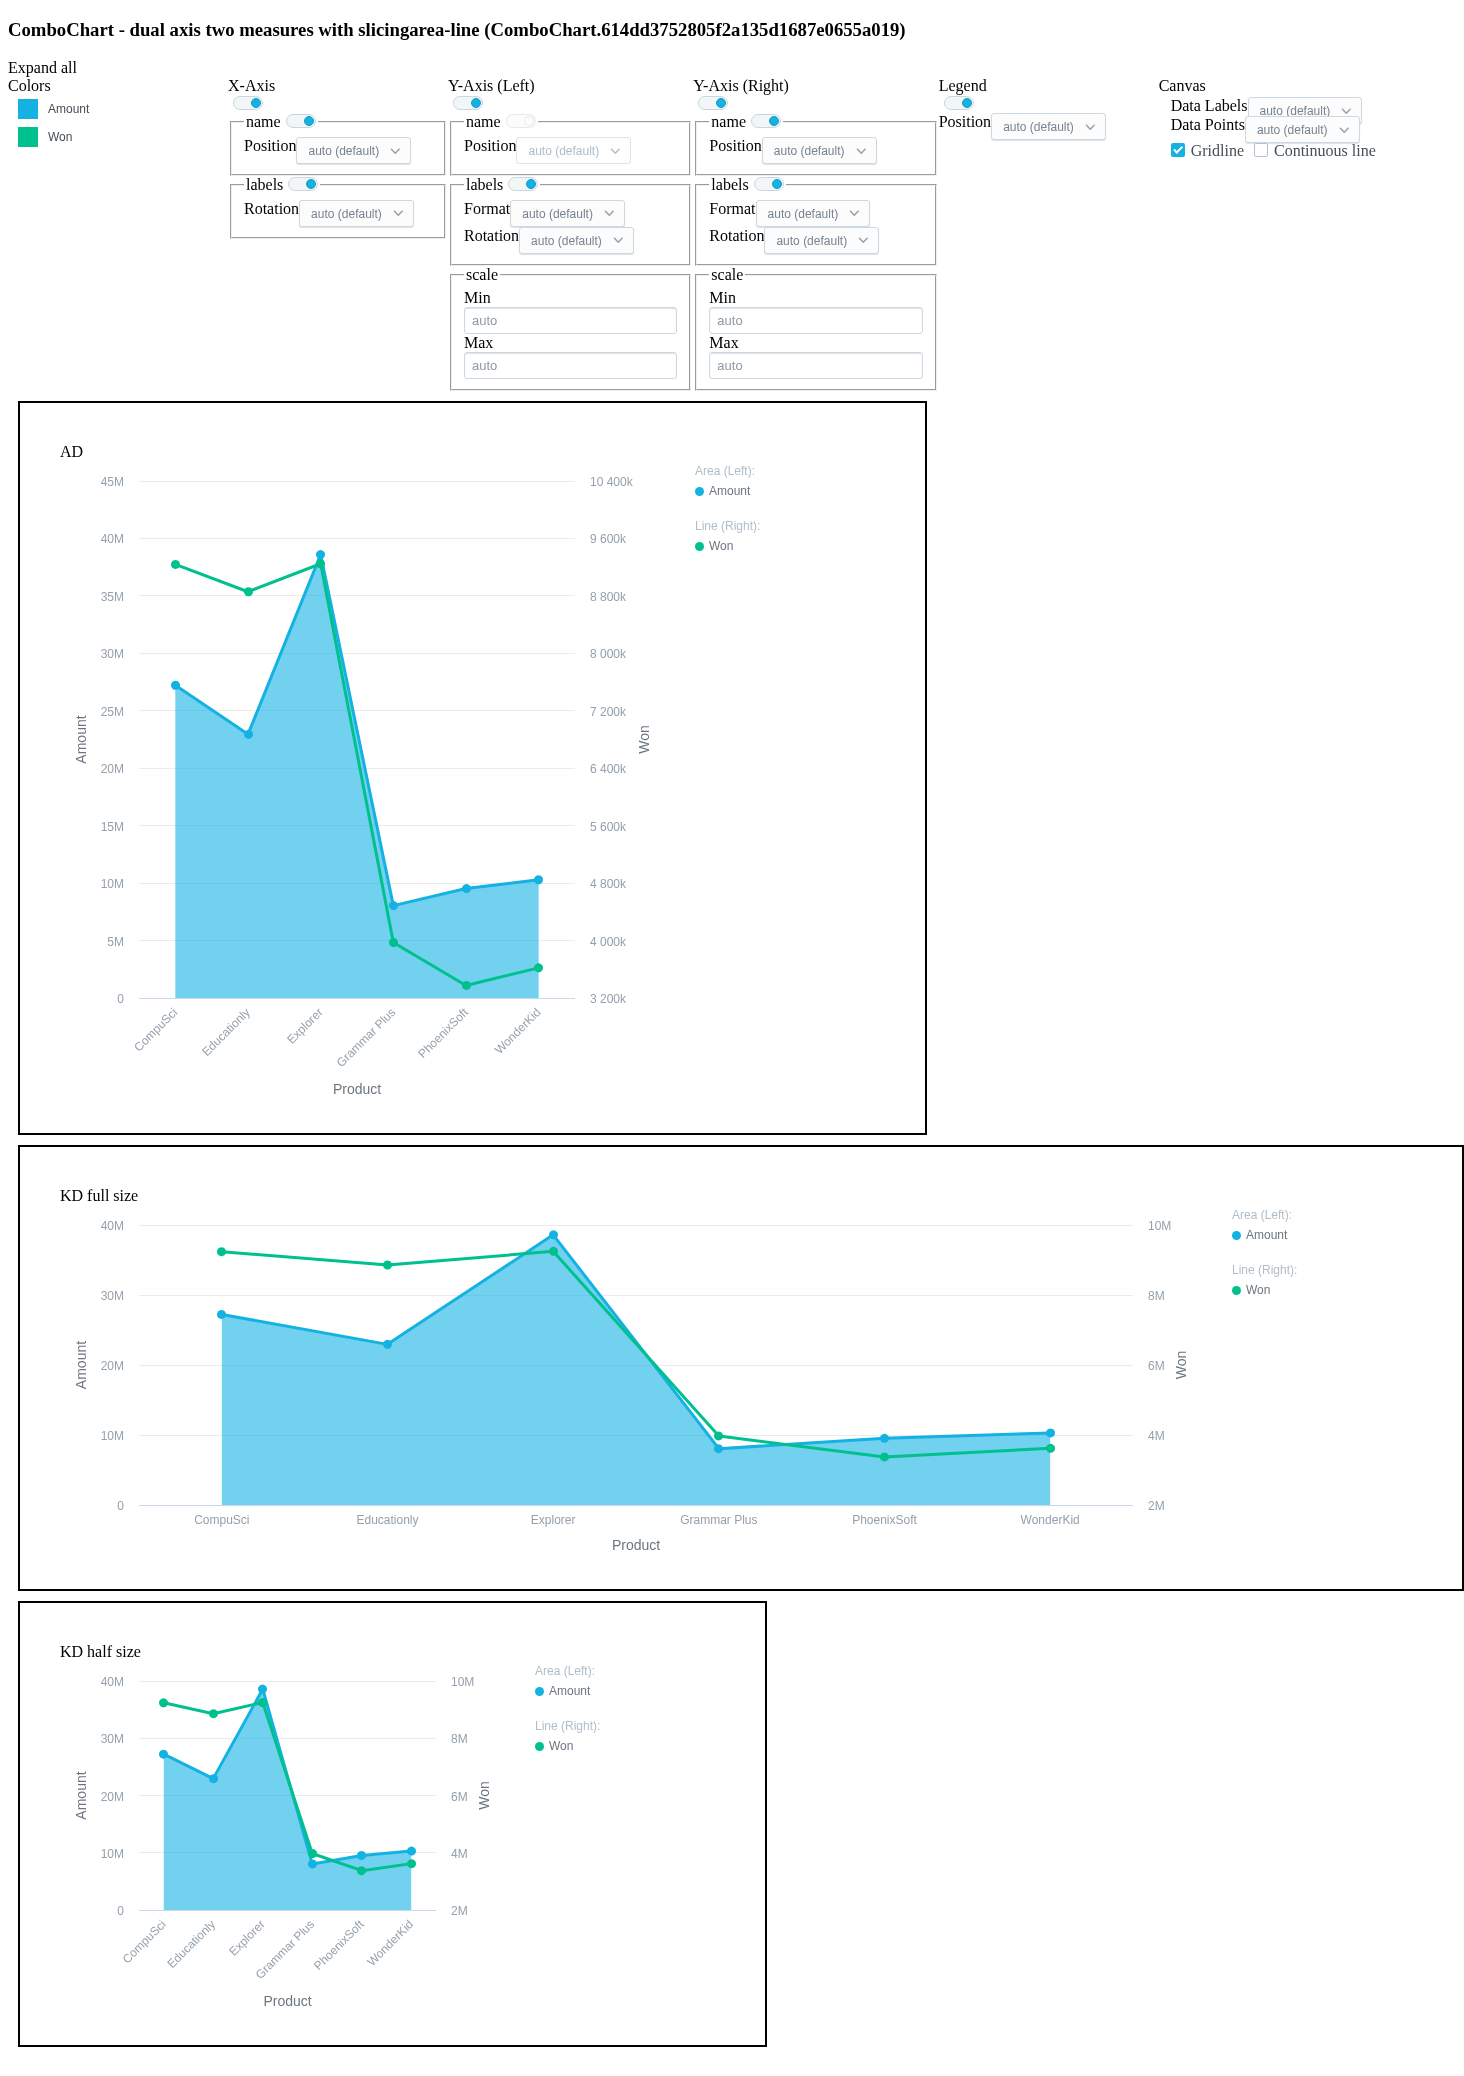 ComboChart - dual axis two measures with slicingarea-line (ComboChart.614dd3752805f2a135d1687e0655a019)
Expand all
Colors
Amount
Won
X-Axis
name
Position auto (default)
labels
Rotation auto (default)
Y-Axis (Left)
name
Position auto (default)
labels
Format auto (default)
Rotation auto (default)
scale
Min
auto
Max
auto
Y-Axis (Right)
name
Position auto (default)
labels
Format auto (default)
Rotation auto (default)
scale
Min
auto
Max
auto
Legend
Position auto (default)
Canvas
Data Labels auto (default)
Data Points auto (default)
Gridline Continuous line
AD
45M
40M
35M
30M
25M
20M
15M
10M
5M
0
Amount
10 400k
9 600k
8 800k
8 000k
7 200k
6 400k
5 600k
4 800k
4 000k
3 200k
Won
CompuSci
Educationly
Explorer
Grammar Plus
PhoenixSoft
WonderKid
Product
Area (Left):
Amount
Line (Right):
Won
KD full size
40M
30M
20M
10M
0
Amount
10M
8M
6M
4M
2M
Won
CompuSci
Educationly
Explorer
Grammar Plus
PhoenixSoft
WonderKid
Product
Area (Left):
Amount
Line (Right):
Won
KD half size
40M
30M
20M
10M
0
Amount
10M
8M
6M
4M
2M
Won
CompuSci
Educationly
Explorer
Grammar Plus
PhoenixSoft
WonderKid
Product
Area (Left):
Amount
Line (Right):
Won